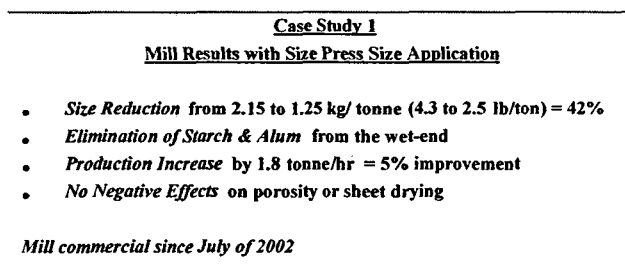 Case Study 1
Mill Results with Size Press Size Application
• Size Reduction from 2.15 to 1.25 kg/ tonne (4.3 to 2.5 lb/ton) = 42%
• Elimination of Starch & Alum from the wet-end
• Production Increase by 1.8 tonne/hr = 5% improvement
• No Negative Effects on porosity or sheet drying
Mill commercial since July of 2002